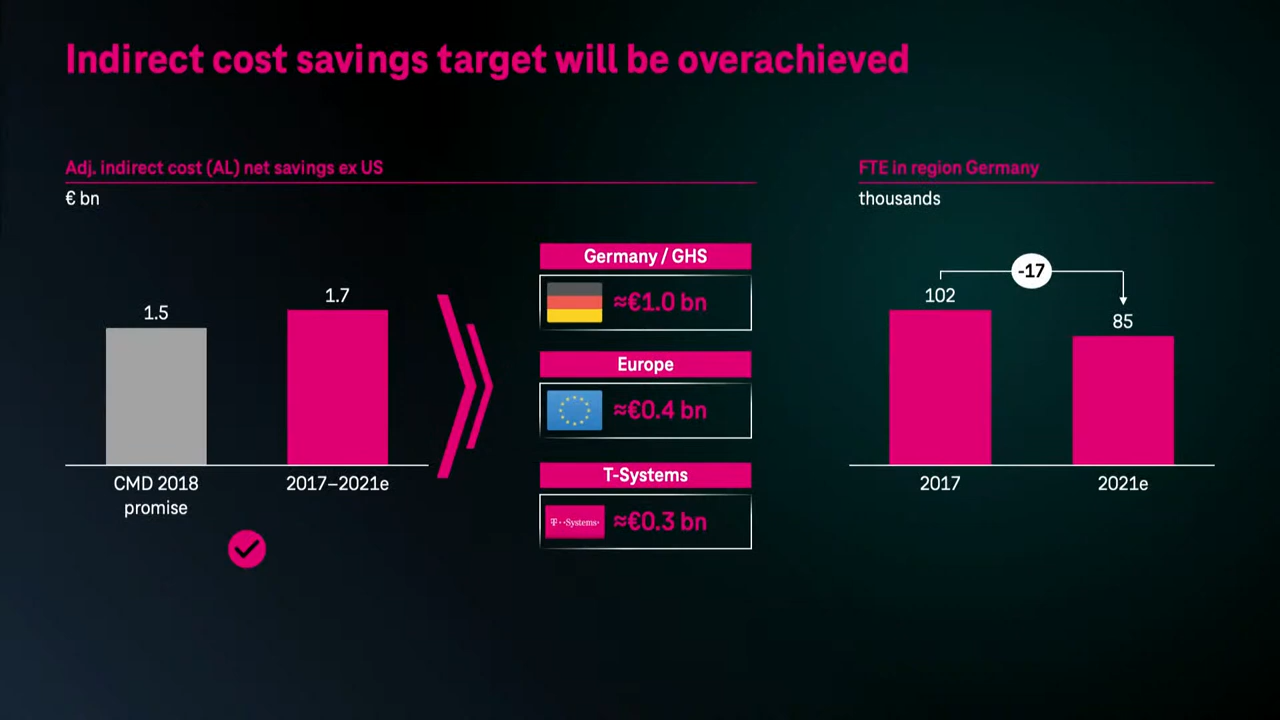 Indirect cost savings target will be overachieved
Adj. indirect cost (AL) net savings ex US
€ bn
1.5
1.7
CMD 2018
promise
2017–2021e
Germany / GHS
≈€1.0 bn
Europe
≈€0.4 bn
T-Systems
T··Systems·
≈€0.3 bn
FTE in region Germany
thousands
-17
102
85
2017
2021e